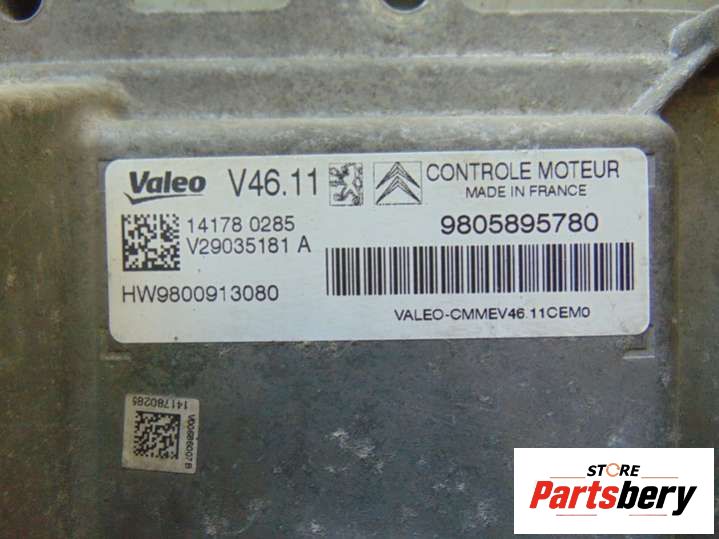 Valeo V46.11 CONTROLE MOTEUR
MADE IN FRANCE
14178 0285
V29035181 A
9805895780
HW9800913080
VALEO-CMMEV46.11CEM0
141780285
V00686007 B
STORE
Partsbery